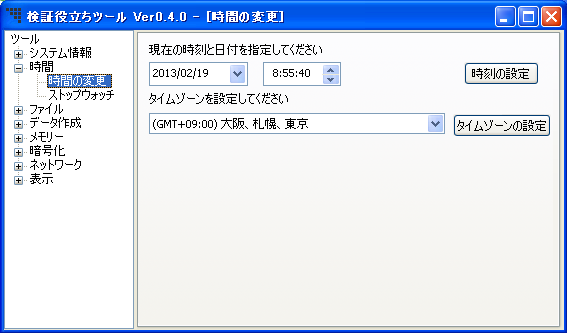 検証役立ちツール Ver0.4.0 - [時間の変更]
ツール
システム情報
時間
時間の変更
ストップウォッチ
ファイル
データ作成
メモリー
暗号化
ネットワーク
表示
現在の時刻と日付を指定してください
2013/02/19 8:55:40 時刻の設定
タイムゾーンを設定してください
(GMT+09:00) 大阪、札幌、東京 タイムゾーンの設定